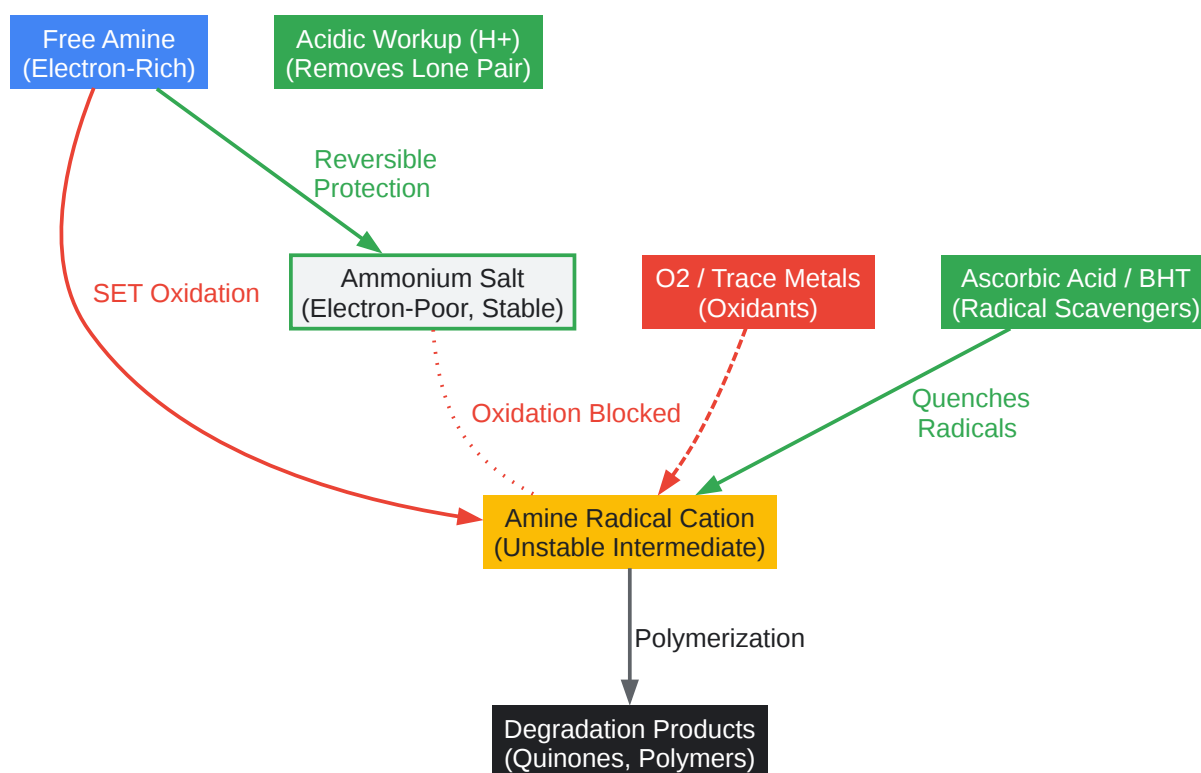 Free Amine
(Electron-Rich)
Acidic Workup (H+)
(Removes Lone Pair)
Reversible
Protection
SET Oxidation
Ammonium Salt
(Electron-Poor, Stable)
O2 / Trace Metals
(Oxidants)
Ascorbic Acid / BHT
(Radical Scavengers)
Oxidation Blocked
Quenches
Radicals
Amine Radical Cation
(Unstable Intermediate)
Polymerization
Degradation Products
(Quinones, Polymers)